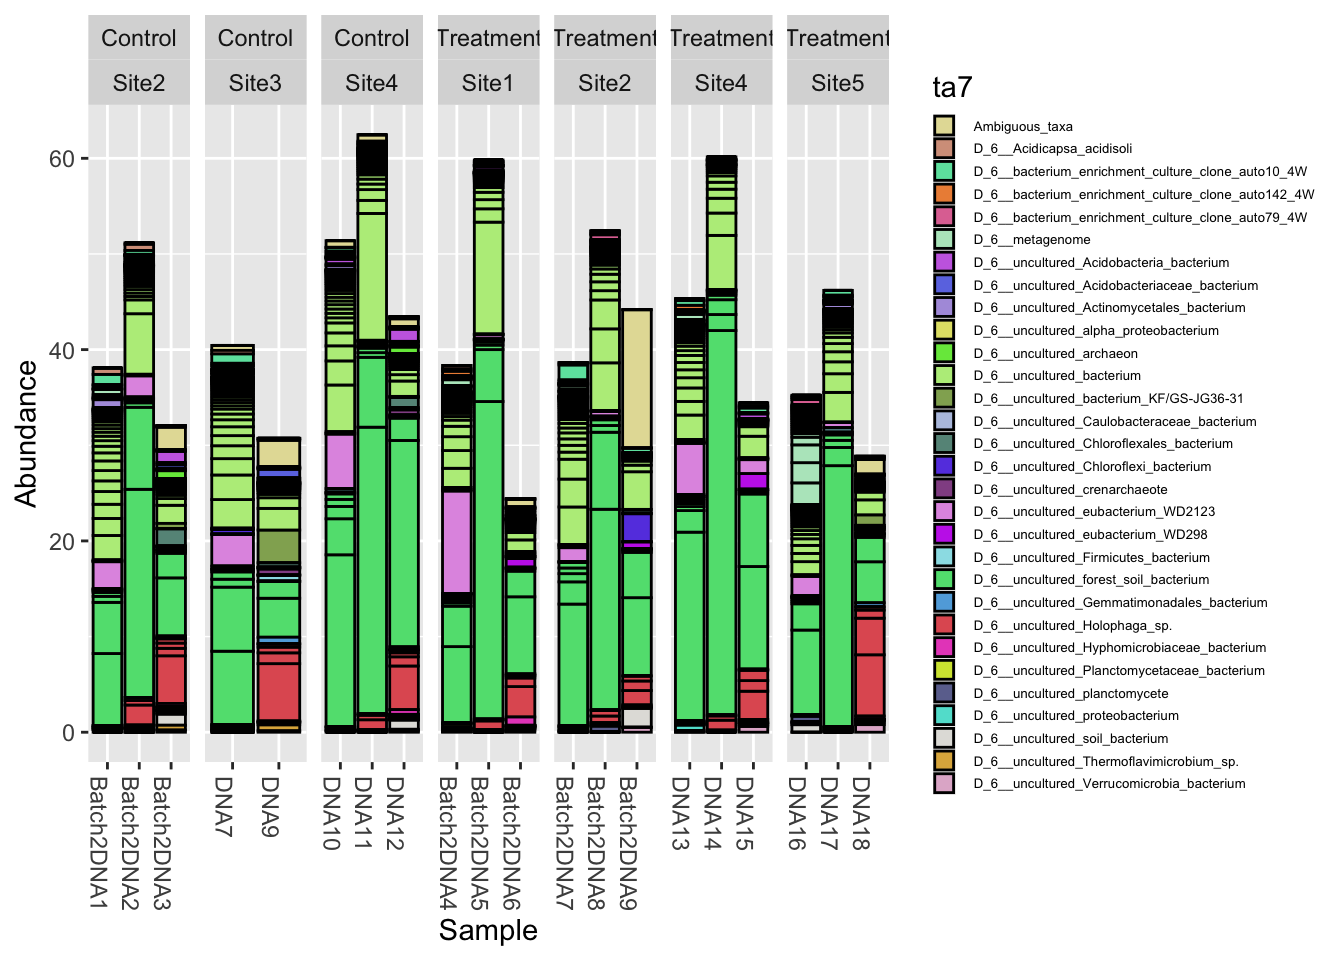 Control Control Control Treatment Treatment Treatment Treatment
Site2 Site3 Site4 Site1 Site2 Site4 Site5
Abundance
60
40
20
0
Batch2DNA1
Batch2DNA2
Batch2DNA3
DNA7
DNA9
DNA10
DNA11
DNA12
Batch2DNA4
Batch2DNA5
Batch2DNA6
Batch2DNA7
Batch2DNA8
Batch2DNA9
DNA13
DNA14
DNA15
DNA16
DNA17
DNA18
Sample
ta7
Ambiguous_taxa
D_6__Acidicapsa_acidisoli
D_6__bacterium_enrichment_culture_clone_auto10_4W
D_6__bacterium_enrichment_culture_clone_auto142_4W
D_6__bacterium_enrichment_culture_clone_auto79_4W
D_6__metagenome
D_6__uncultured_Acidobacteria_bacterium
D_6__uncultured_Acidobacteriaceae_bacterium
D_6__uncultured_Actinomycetales_bacterium
D_6__uncultured_alpha_proteobacterium
D_6__uncultured_archaeon
D_6__uncultured_bacterium
D_6__uncultured_bacterium_KF/GS-JG36-31
D_6__uncultured_Caulobacteraceae_bacterium
D_6__uncultured_Chloroflexales_bacterium
D_6__uncultured_Chloroflexi_bacterium
D_6__uncultured_crenarchaeote
D_6__uncultured_eubacterium_WD2123
D_6__uncultured_eubacterium_WD298
D_6__uncultured_Firmicutes_bacterium
D_6__uncultured_forest_soil_bacterium
D_6__uncultured_Gemmatimonadales_bacterium
D_6__uncultured_Holophaga_sp.
D_6__uncultured_Hyphomicrobiaceae_bacterium
D_6__uncultured_Planctomycetaceae_bacterium
D_6__uncultured_planctomycete
D_6__uncultured_proteobacterium
D_6__uncultured_soil_bacterium
D_6__uncultured_Thermoflavimicrobium_sp.
D_6__uncultured_Verrucomicrobia_bacterium